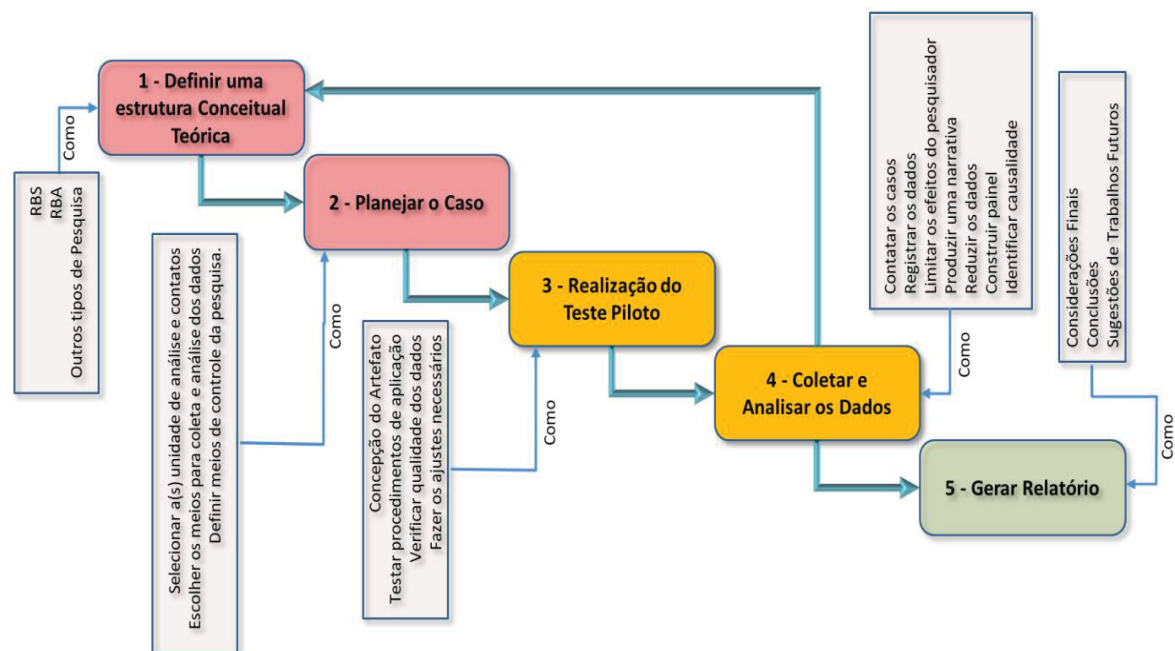 1 - Definir uma
estrutura Conceitual
Teórica
Como
RBS
RBA
Outros tipos de Pesquisa
2 - Planejar o Caso
Como
Selecionar a(s) unidade de análise e contatos
Escolher os meios para coleta e análise dos dados
Definir meios de controle da pesquisa.
3 - Realização do
Teste Piloto
Como
Concepção do Artefato
Testar procedimentos de aplicação
Verificar qualidade dos dados
Fazer os ajustes necessários
4 - Coletar e
Analisar os Dados
Como
Contatar os casos
Registrar os dados
Limitar os efeitos do pesquisador
Produzir uma narrativa
Reduzir os dados
Construir painel
Identificar causalidade
5 - Gerar Relatório
Como
Considerações Finais
Conclusões
Sugestões de Trabalhos Futuros